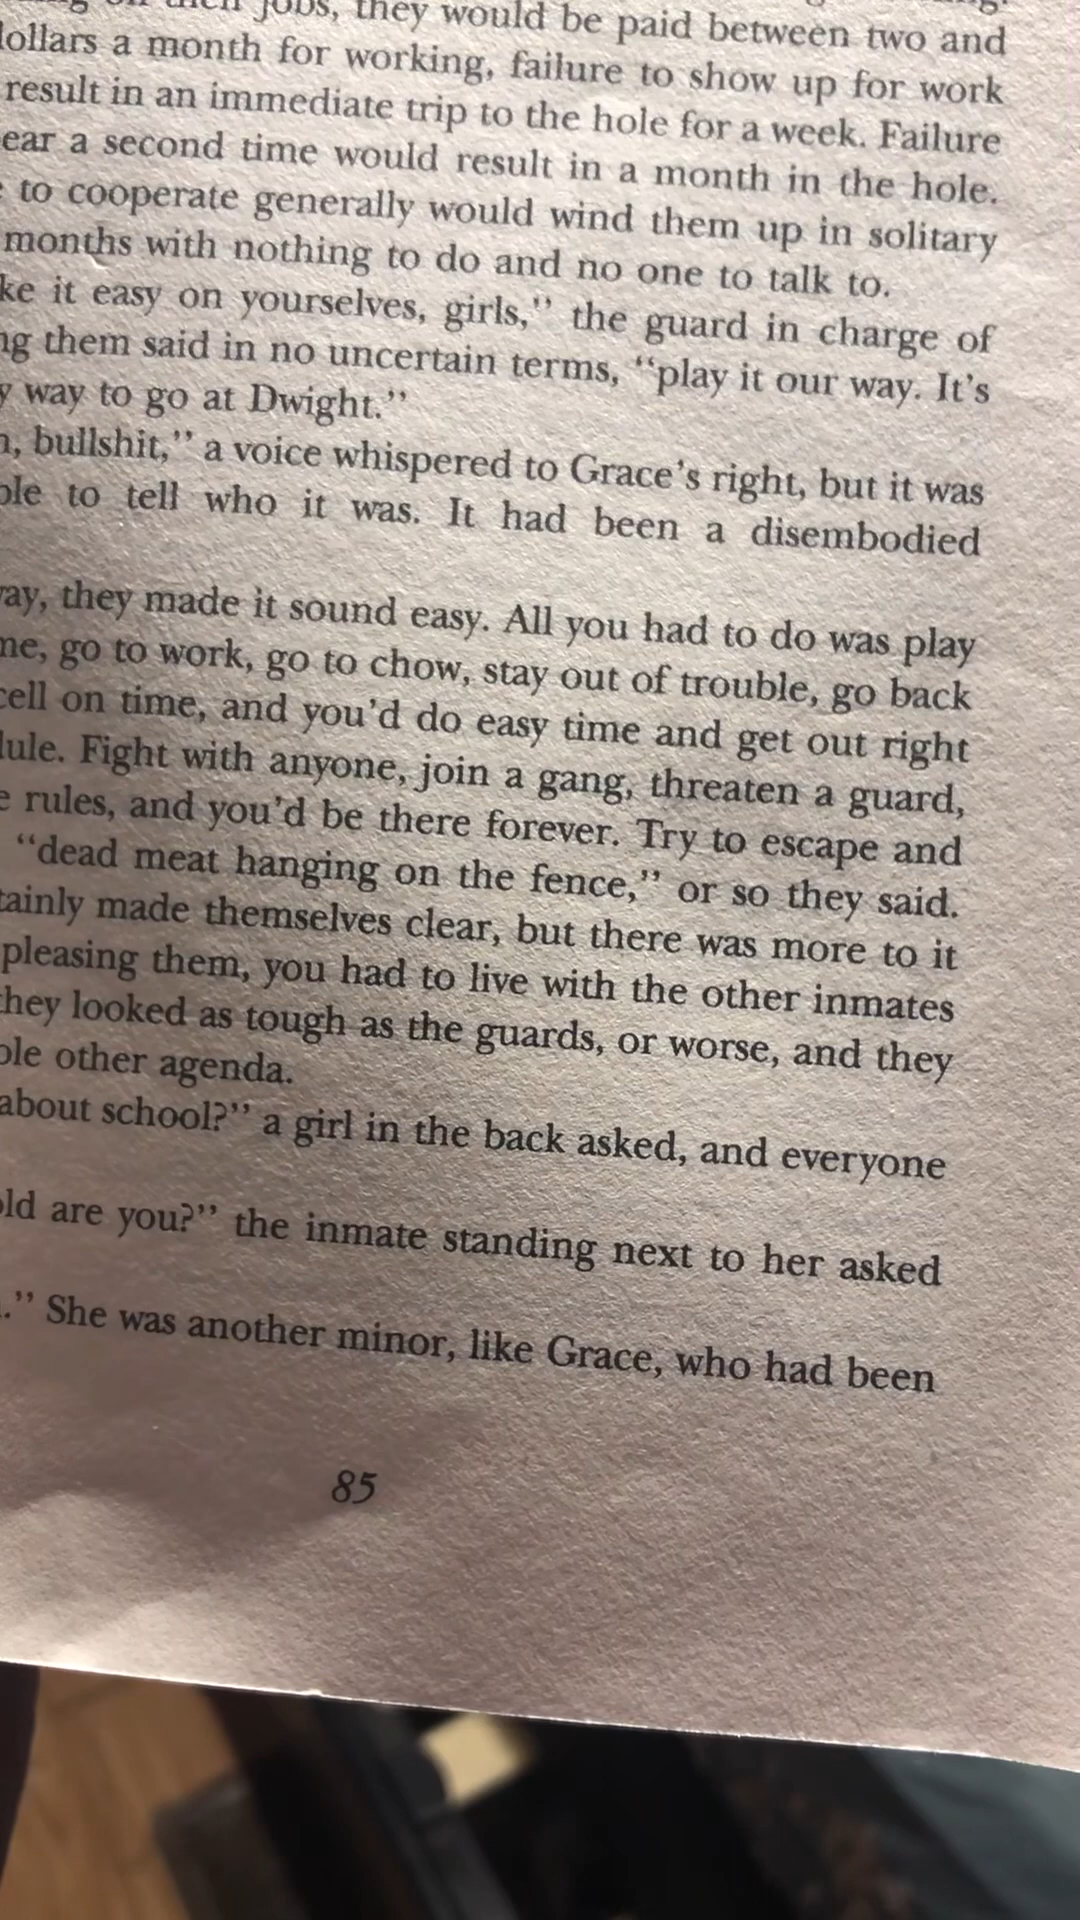 jobs, they would be paid between two and
dollars a month for working, failure to show up for work
result in an immediate trip to the hole for a week. Failure
ear a second time would result in a month in the hole.
to cooperate generally would wind them up in solitary
months with nothing to do and no one to talk to.
ke it easy on yourselves, girls,’’ the guard in charge of
ng them said in no uncertain terms, ‘‘play it our way. It’s
y way to go at Dwight.’’
, bullshit,’’ a voice whispered to Grace’s right, but it was
ble to tell who it was. It had been a disembodied
ay, they made it sound easy. All you had to do was play
me, go to work, go to chow, stay out of trouble, go back
cell on time, and you’d do easy time and get out right
dule. Fight with anyone, join a gang, threaten a guard,
e rules, and you’d be there forever. Try to escape and
‘‘dead meat hanging on the fence,’’ or so they said.
tainly made themselves clear, but there was more to it
pleasing them, you had to live with the other inmates
they looked as tough as the guards, or worse, and they
ole other agenda.
about school?’’ a girl in the back asked, and everyone
old are you?’’ the inmate standing next to her asked
.’’ She was another minor, like Grace, who had been
85